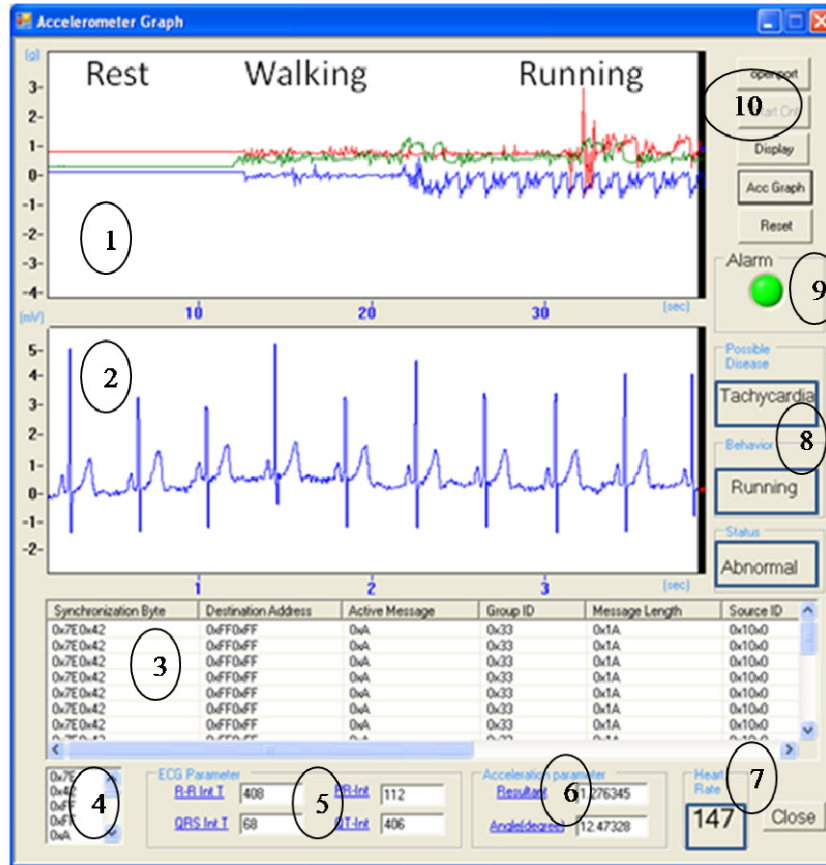 Accelerometer Graph
(g)
Rest Walking Running
3-
2-
1-
0-
-1-
-2-
-3-
-4-
10 20 30 (sec)
1
10
Display
Acc Graph
Reset
Alarm
9
(mV)
5-
4-
3-
2-
1-
0-
-1-
-2-
1 2 3 (sec)
2
Possible
Disease
Tachycardia
8
Behavior
Running
Status
Abnormal
Synchronization Byte Destination Address Active Message Group ID Message Length Source ID
0x7E0x42 0xFF0xFF 0xA 0x33 0x1A 0x10x0
0x7E0x42 0xFF0xFF 0xA 0x33 0x1A 0x10x0
0x7E0x42 0xFF0xFF 0xA 0x33 0x1A 0x10x0
0x7E0x42 0xFF0xFF 0xA 0x33 0x1A 0x10x0
0x7E0x42 0xFF0xFF 0xA 0x33 0x1A 0x10x0
0x7E0x42 0xFF0xFF 0xA 0x33 0x1A 0x10x0
0x7E0x42 0xFF0xFF 0xA 0x33 0x1A 0x10x0
3
0xA
4
ECG Parameter
R-R Int T 408 112
QRS Int T 68 QT-Int 406
5
Acceleration parameter
Resultant 1.276345
Angle(degree) 12.47328
6
Heart
Rate
147
7
Close